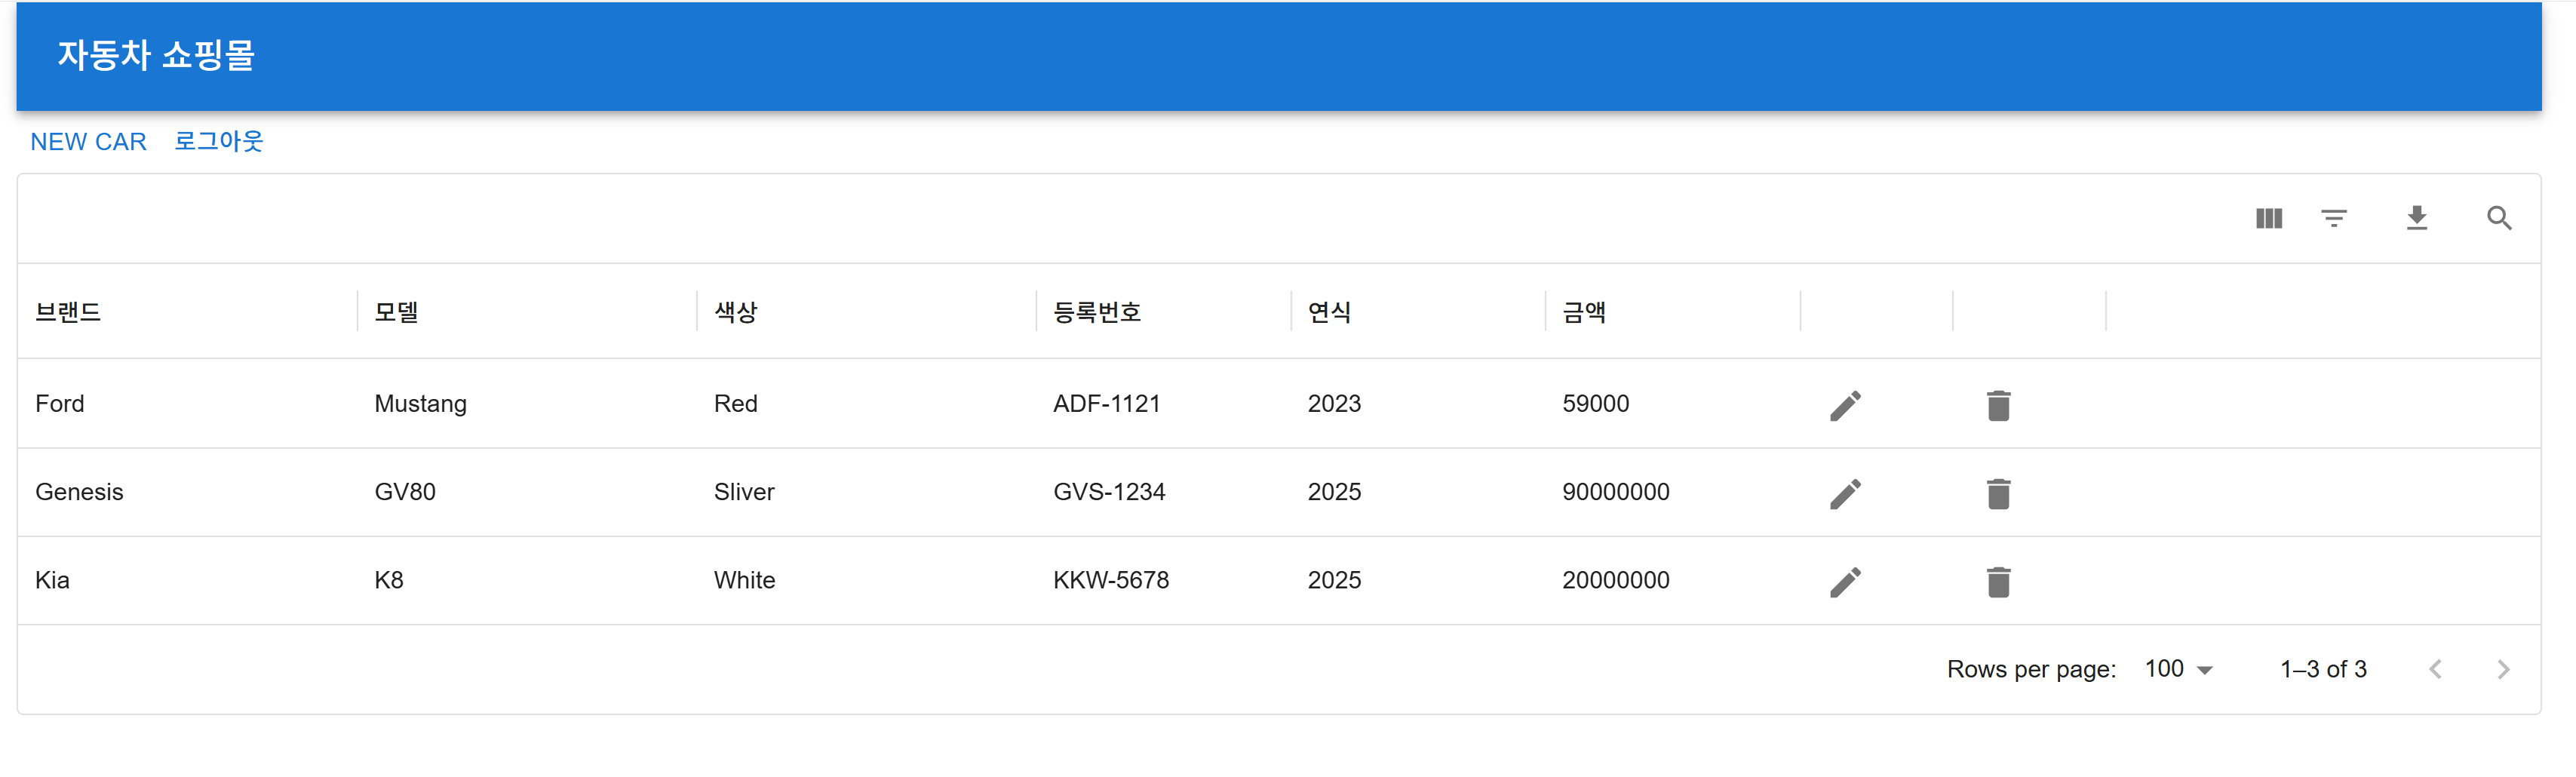 자동차 쇼핑몰
NEW CAR 로그아웃
브랜드 모델 색상 등록번호 연식 금액
Ford Mustang Red ADF-1121 2023 59000
Genesis GV80 Sliver GVS-1234 2025 90000000
Kia K8 White KKW-5678 2025 20000000
Rows per page: 100 1–3 of 3